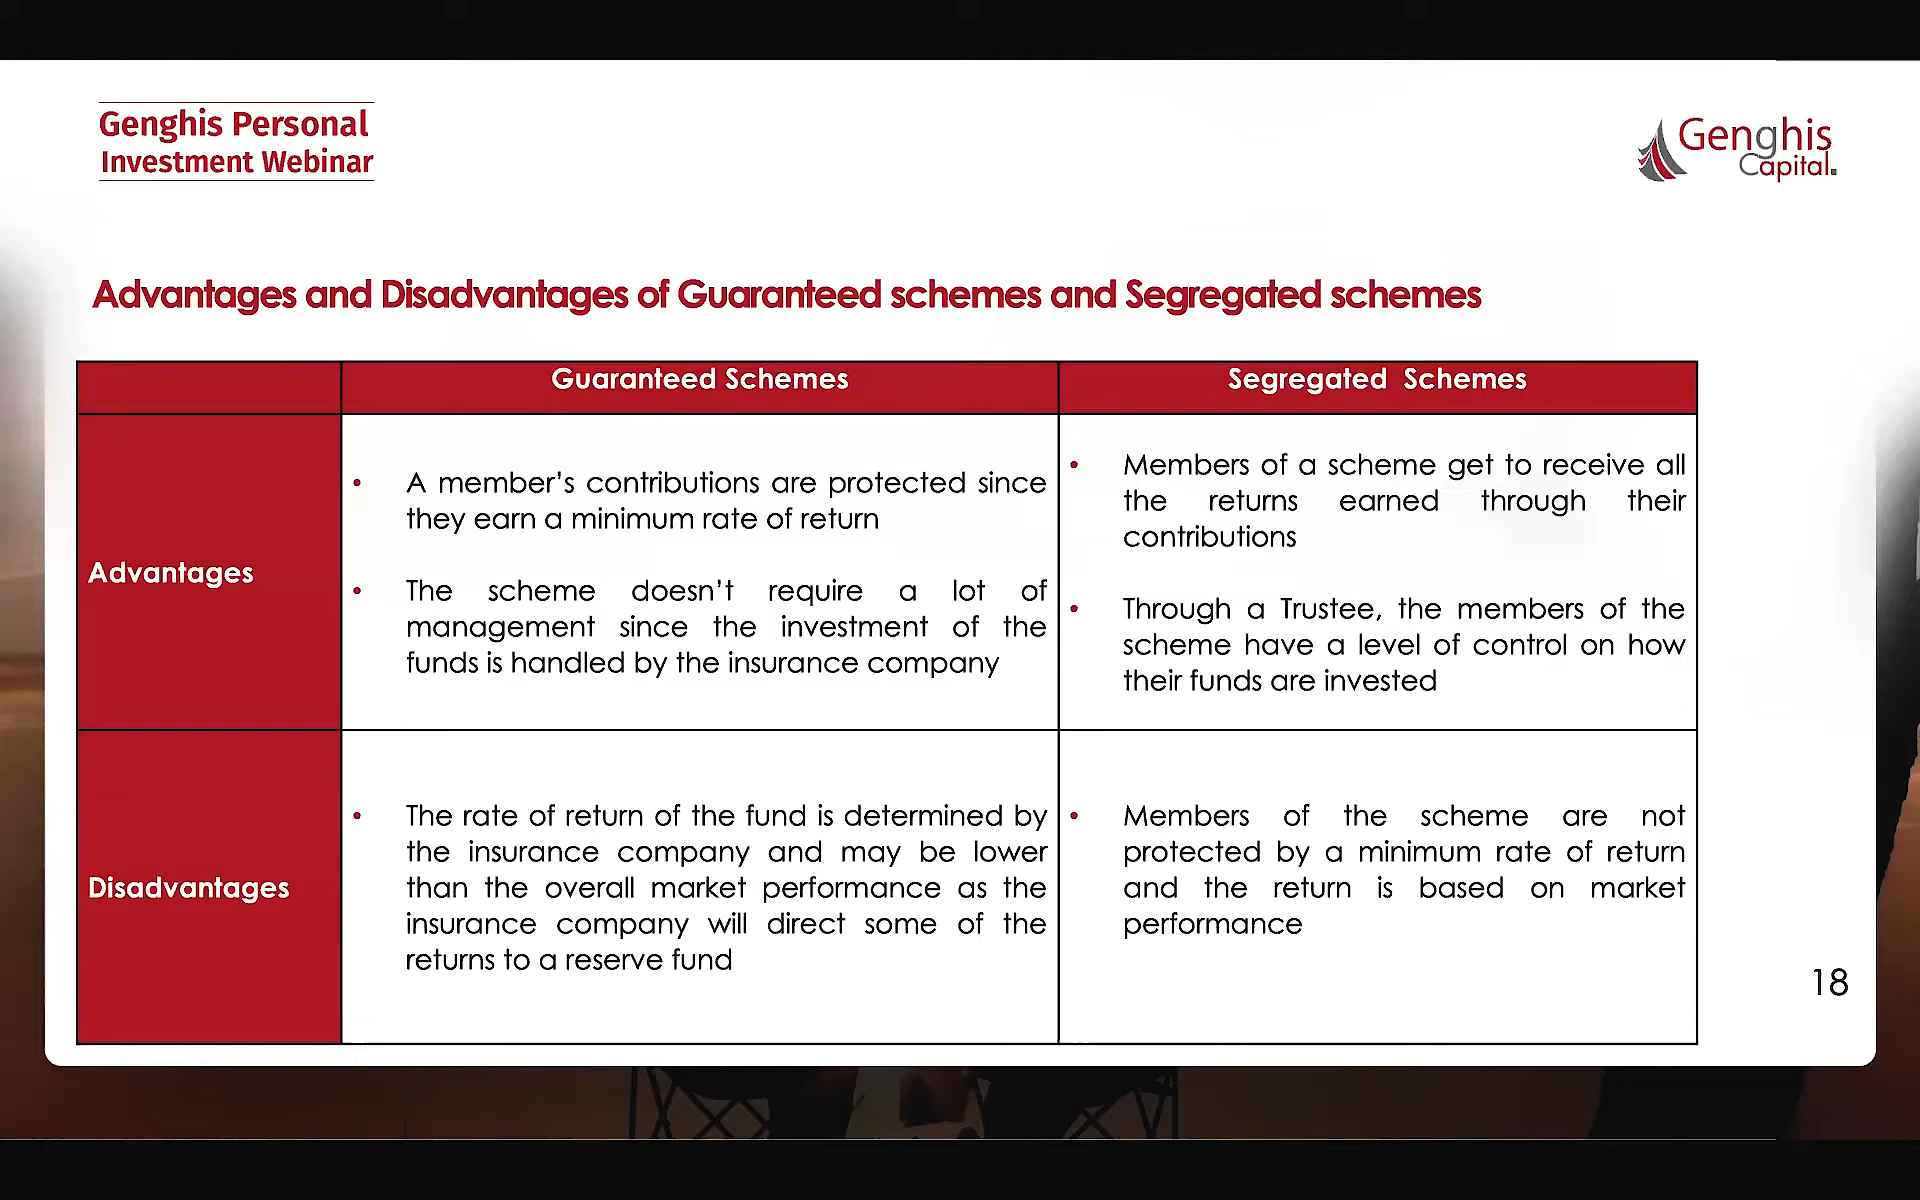 Genghis Personal
Investment Webinar
Genghis
Capital.
Advantages and Disadvantages of Guaranteed schemes and Segregated schemes
Guaranteed Schemes
Segregated Schemes
Advantages
• A member’s contributions are protected since
they earn a minimum rate of return
• The scheme doesn’t require a lot of
management since the investment of the
funds is handled by the insurance company
• Members of a scheme get to receive all
the returns earned through their
contributions
• Through a Trustee, the members of the
scheme have a level of control on how
their funds are invested
Disadvantages
• The rate of return of the fund is determined by
the insurance company and may be lower
than the overall market performance as the
insurance company will direct some of the
returns to a reserve fund
• Members of the scheme are not
protected by a minimum rate of return
and the return is based on market
performance
18